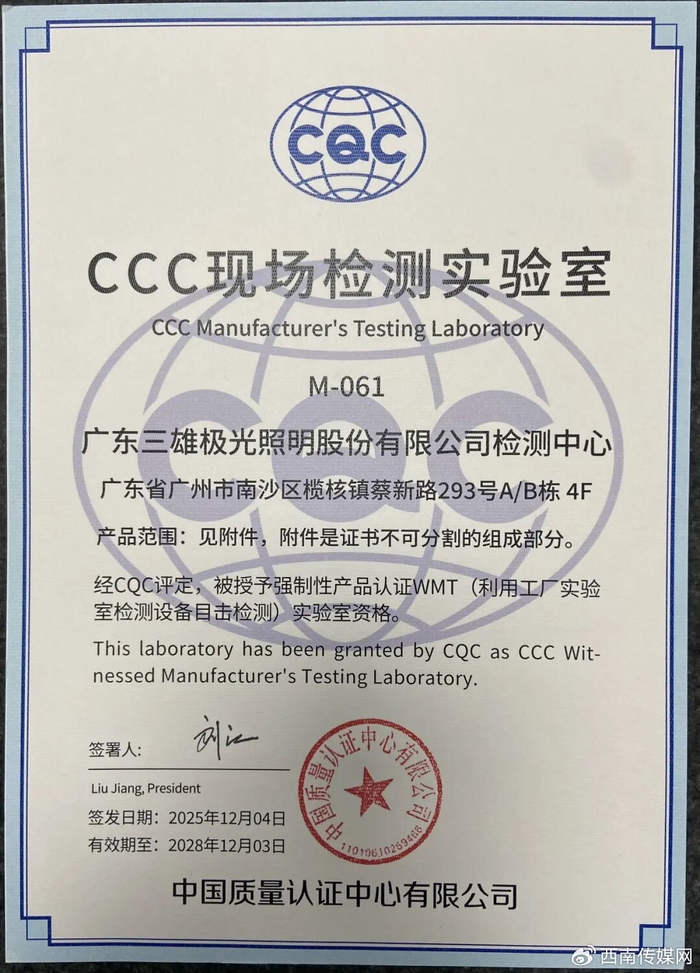 CQC
CCC现场检测实验室
CCC Manufacturer's Testing Laboratory
M-061
广东三雄极光照明股份有限公司检测中心
广东省广州市南沙区榄核镇蔡新路293号A/B栋 4F
产品范围：见附件，附件是证书不可分割的组成部分。
经CQC评定，被授予强制性产品认证WMT（利用工厂实验
室检测设备目击检测）实验室资格。
This laboratory has been granted by CQC as CCC Wit-
nessed Manufacturer's Testing Laboratory.
签署人：
刘江
Liu Jiang, President
签发日期：2025年12月04日
有效期至：2028年12月03日
中国质量认证中心有限公司
中国质量认证中心有限公司
CQC
西南传媒网